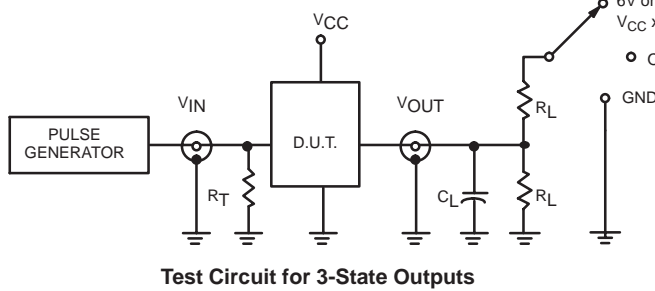 6V or
VCC x
VCC
O
GND
VIN
VOUT
RL
PULSE
GENERATOR
D.U.T.
RT
CL
RL
Test Circuit for 3-State Outputs